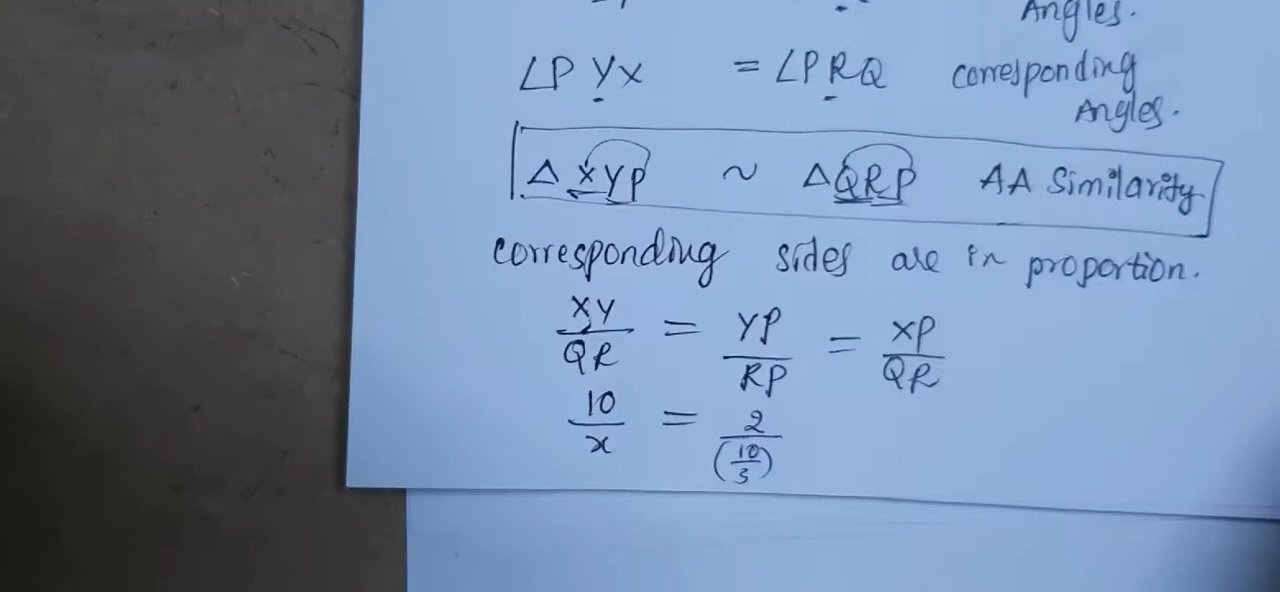 Angles.
∠PYX = ∠PRQ corresponding
Angles.
Δ XYP ~ ΔQRP AA Similarity
corresponding sides are in proportion.
XY/QR = YP/RP = XP/QR
10/x = 2/(10/3)